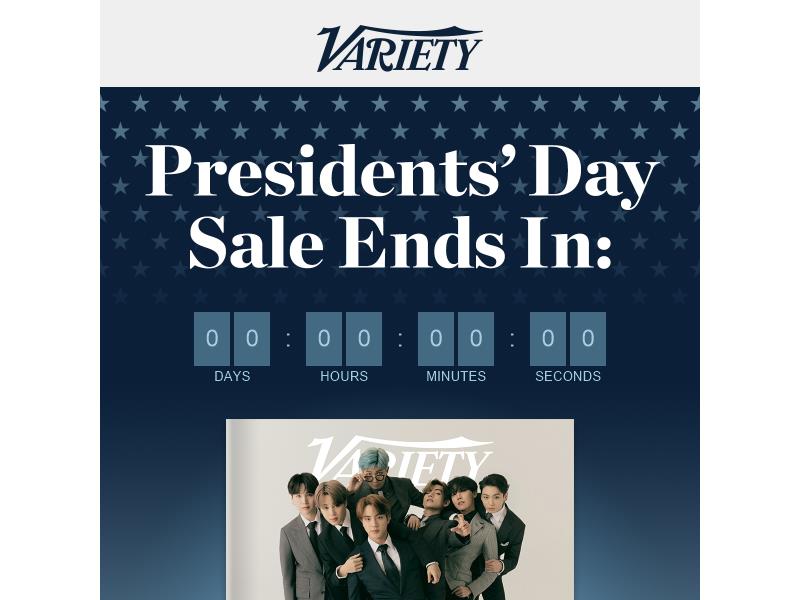 VARIETY
Presidents’ Day
Sale Ends In:
00 : 00 : 00 : 00
DAYS HOURS MINUTES SECONDS
VARIETY